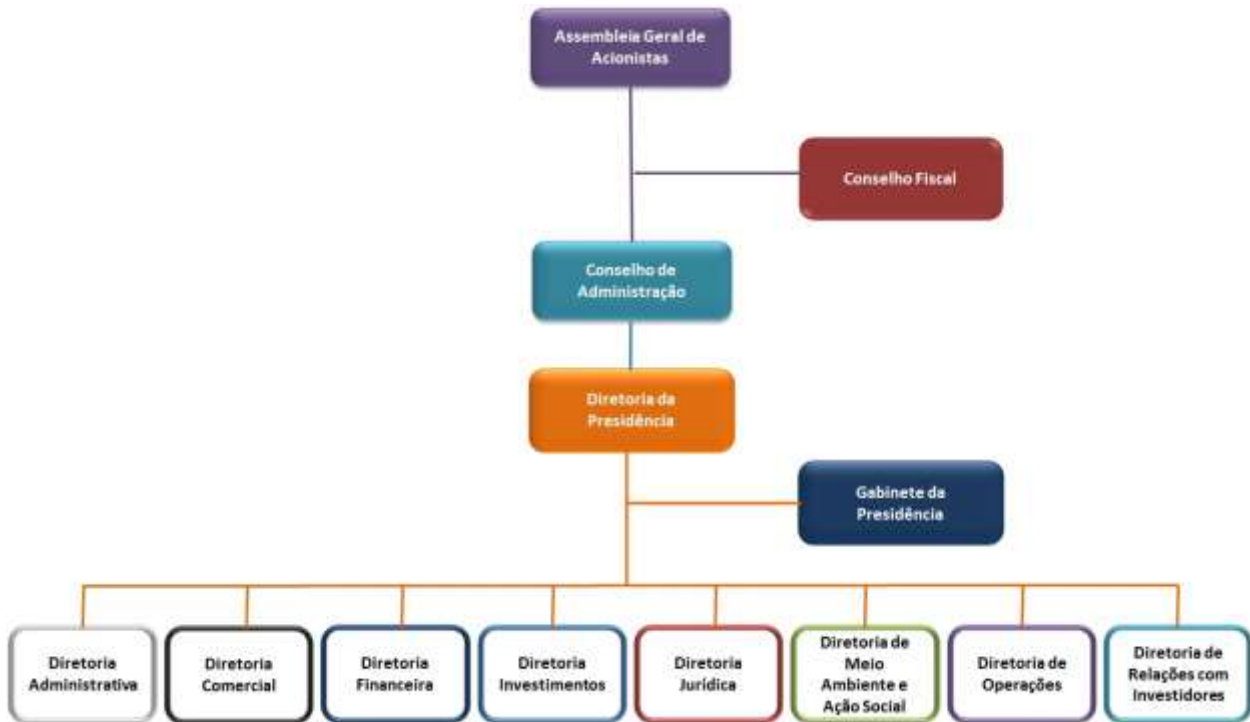 Assembleia Geral de
Acionistas
Conselho Fiscal
Conselho de
Administração
Diretoria da
Presidência
Gabinete da
Presidência
Diretoria
Administrativa
Diretoria
Comercial
Diretoria
Financeira
Diretoria
Investimentos
Diretoria
Jurídica
Diretoria de
Meio
Ambiente e
Ação Social
Diretoria de
Operações
Diretoria de
Relações com
Investidores